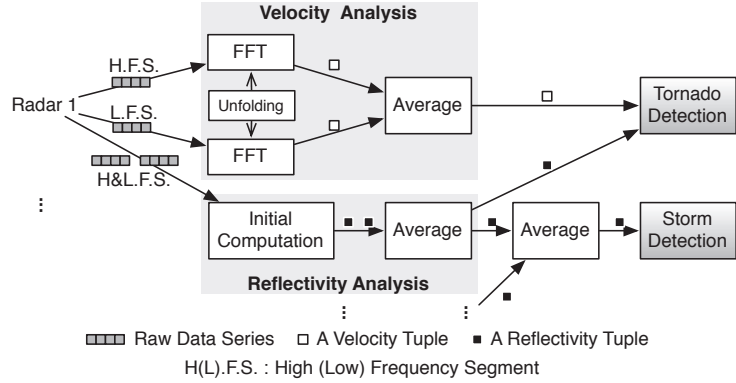 Velocity Analysis
H.F.S.
FFT
Radar 1
L.F.S.
Unfolding
Average
Tornado
Detection
FFT
H&L.F.S.
Initial
Computation
Average
Average
Storm
Detection
Reflectivity Analysis
Raw Data Series
A Velocity Tuple
A Reflectivity Tuple
H(L).F.S. : High (Low) Frequency Segment